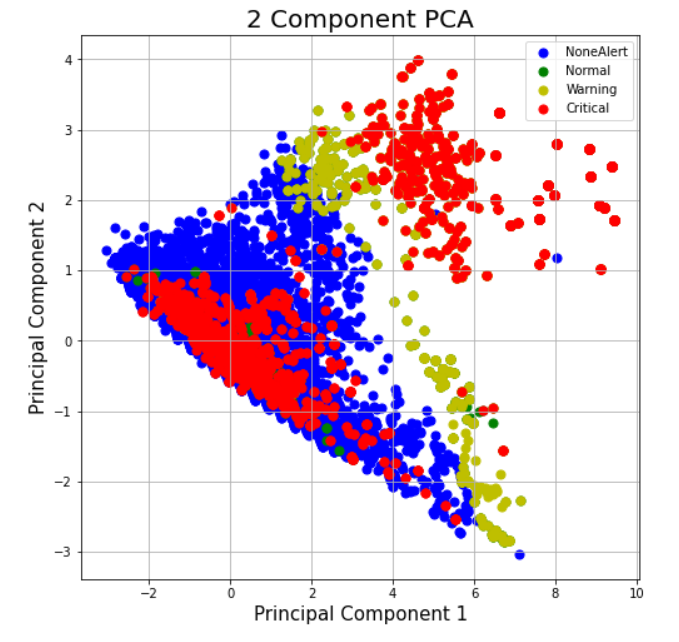 2 Component PCA
NoneAlert
Normal
Warning
Critical
4
3
2
1
0
−1
−2
−3
Principal Component 2
−2
0
2
4
6
8
10
Principal Component 1